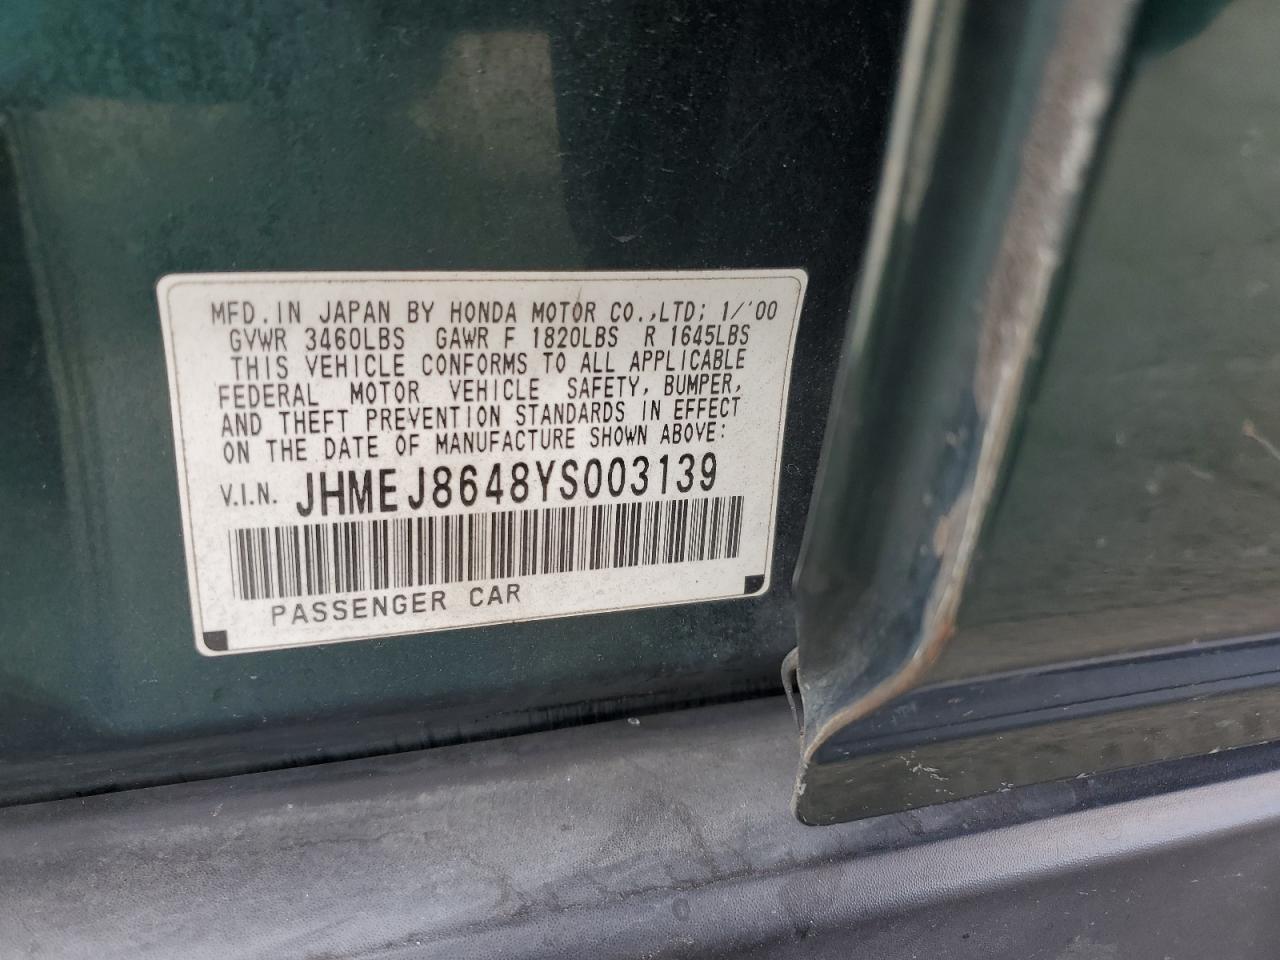 MFD. IN JAPAN BY HONDA MOTOR CO., LTD; 1/'00
GVWR 3460LBS GAWR F 1820LBS R 1645LBS
THIS VEHICLE CONFORMS TO ALL APPLICABLE
FEDERAL MOTOR VEHICLE SAFETY, BUMPER,
AND THEFT PREVENTION STANDARDS IN EFFECT
ON THE DATE OF MANUFACTURE SHOWN ABOVE:
V.I.N. JHMEJ8648YS003139
PASSENGER CAR